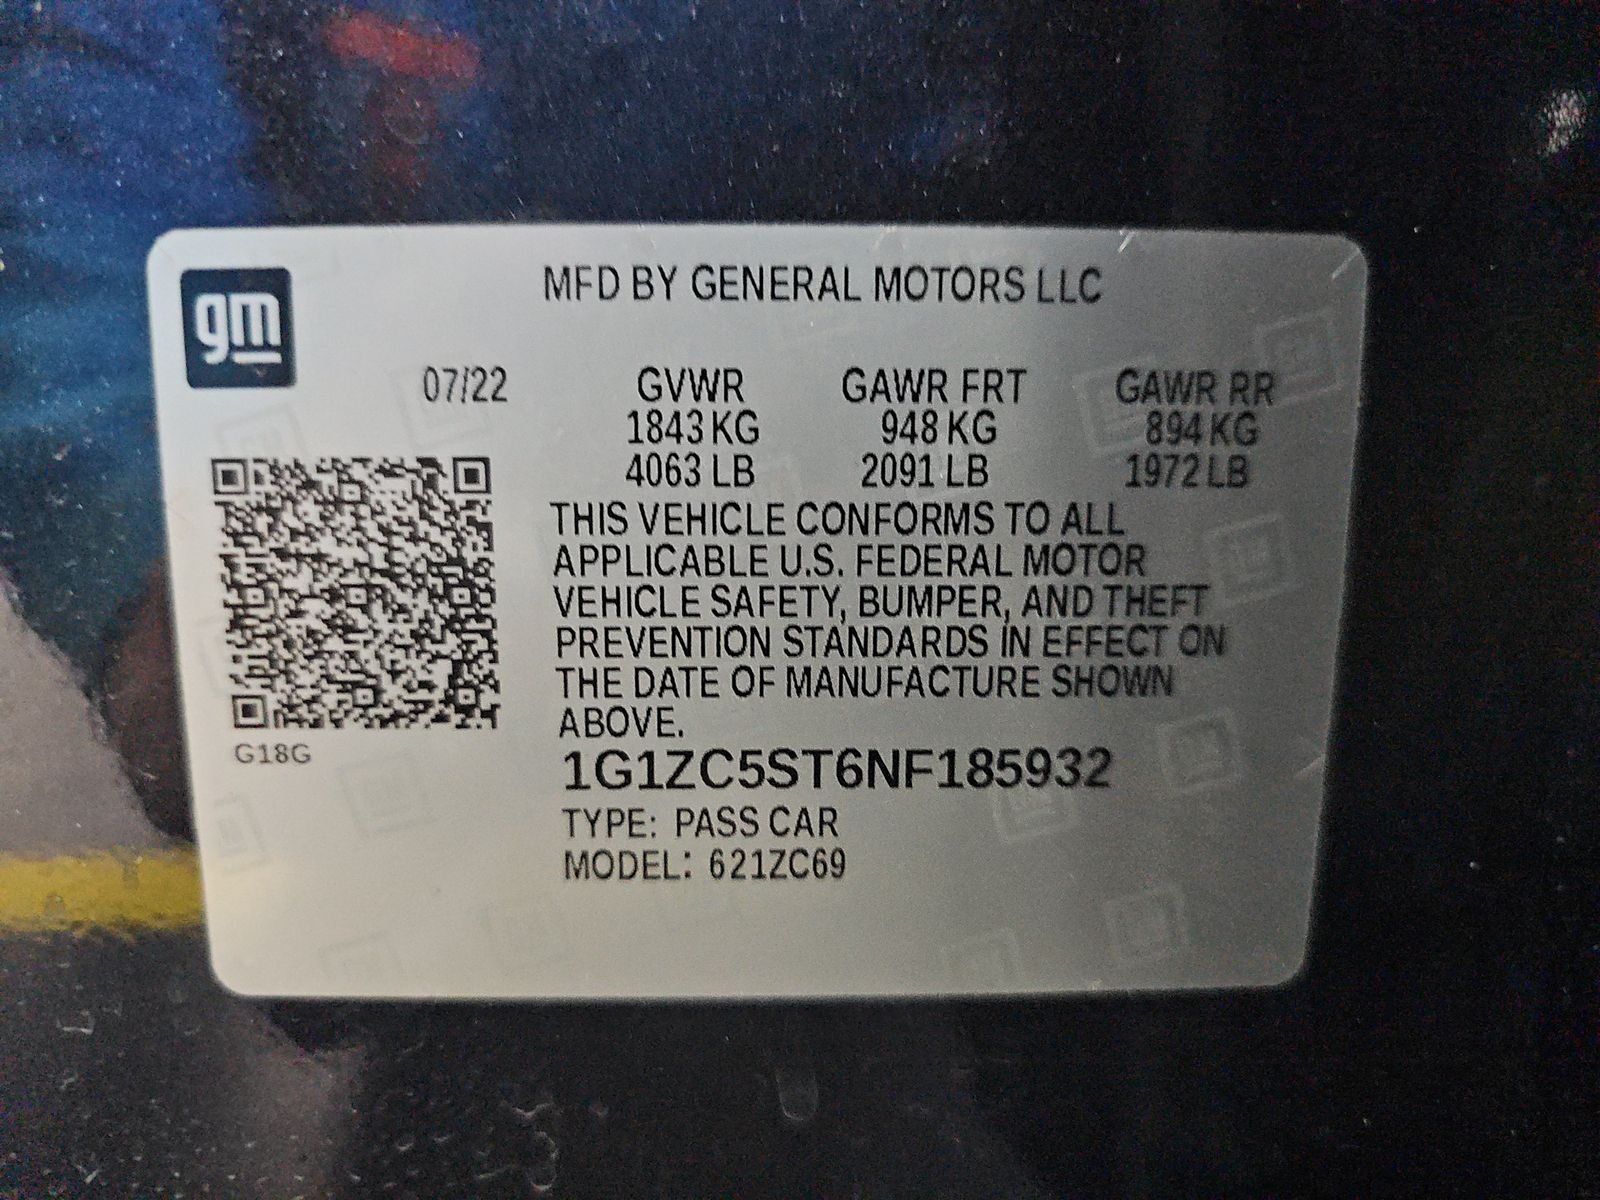 gm
MFD BY GENERAL MOTORS LLC
07/22 GVWR GAWR FRT GAWR RR
1843 KG 948 KG 894 KG
4063 LB 2091 LB 1972 LB
THIS VEHICLE CONFORMS TO ALL
APPLICABLE U.S. FEDERAL MOTOR
VEHICLE SAFETY, BUMPER, AND THEFT
PREVENTION STANDARDS IN EFFECT ON
THE DATE OF MANUFACTURE SHOWN
ABOVE.
G18G
1G1ZC5ST6NF185932
TYPE: PASS CAR
MODEL: 621ZC69